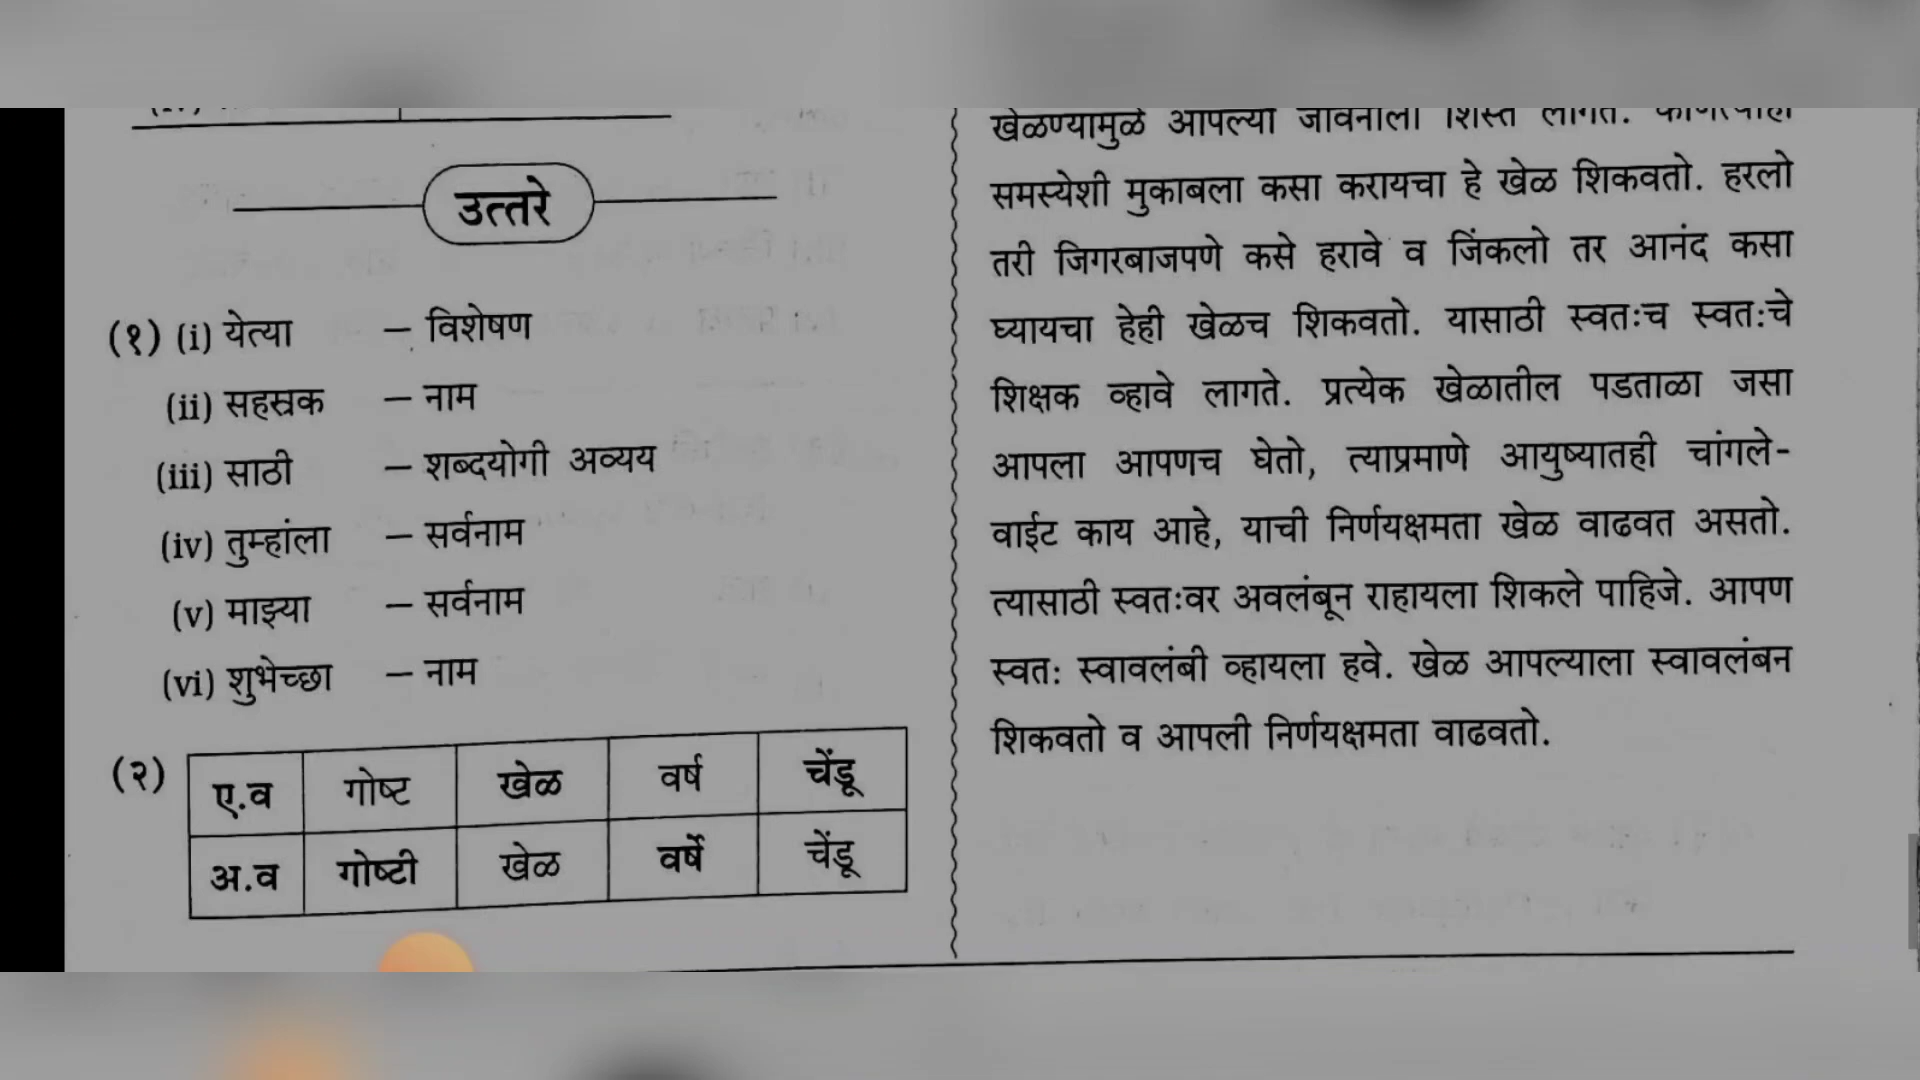 उत्तरे
(१) (i) येत्या – विशेषण
(ii) सहस्रक – नाम
(iii) साठी – शब्दयोगी अव्यय
(iv) तुम्हांला – सर्वनाम
(v) माझ्या – सर्वनाम
(vi) शुभेच्छा – नाम
(२)
ए.व गोष्ट खेळ वर्ष चेंडू
अ.व गोष्टी खेळ वर्षे चेंडू
खेळण्यामुळे आपल्या जीवनाला शिस्त लागते.
समस्येशी मुकाबला कसा करायचा हे खेळ शिकवतो. हरलो
तरी जिगरबाजपणे कसे हरावे व जिंकलो तर आनंद कसा
घ्यायचा हेही खेळच शिकवतो. यासाठी स्वतःच स्वतःचे
शिक्षक व्हावे लागते. प्रत्येक खेळातील पडताळा जसा
आपला आपणच घेतो, त्याप्रमाणे आयुष्यातही चांगले-
वाईट काय आहे, याची निर्णयक्षमता खेळ वाढवत असतो.
त्यासाठी स्वतःवर अवलंबून राहायला शिकले पाहिजे. आपण
स्वतः स्वावलंबी व्हायला हवे. खेळ आपल्याला स्वावलंबन
शिकवतो व आपली निर्णयक्षमता वाढवतो.